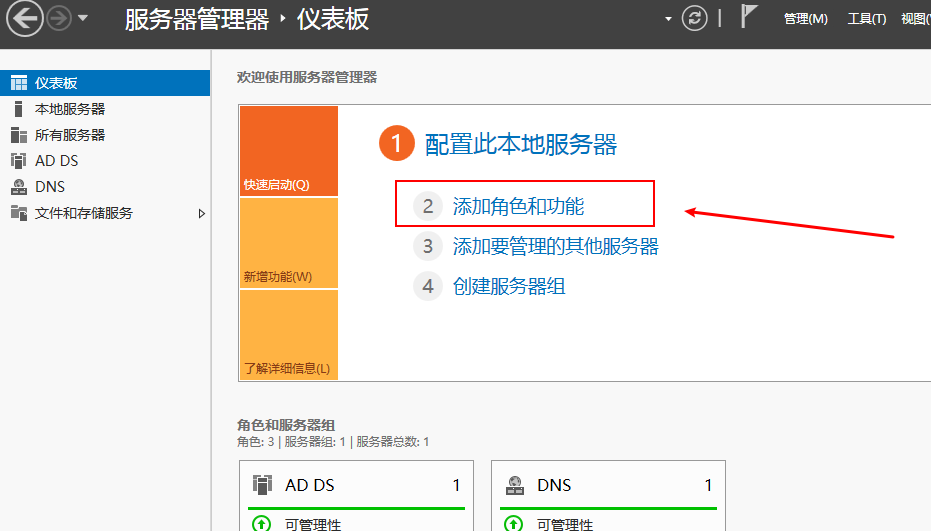 服务器管理器 · 仪表板
管理(M) 工具(T) 视图(
仪表板
本地服务器
所有服务器
AD DS
DNS
文件和存储服务
欢迎使用服务器管理器
快速启动(Q)
新增功能(W)
了解详细信息(L)
1 配置此本地服务器
2 添加角色和功能
3 添加要管理的其他服务器
4 创建服务器组
角色和服务器组
角色: 3 | 服务器组: 1 | 服务器总数: 1
AD DS 1
可管理性
DNS 1
可管理性